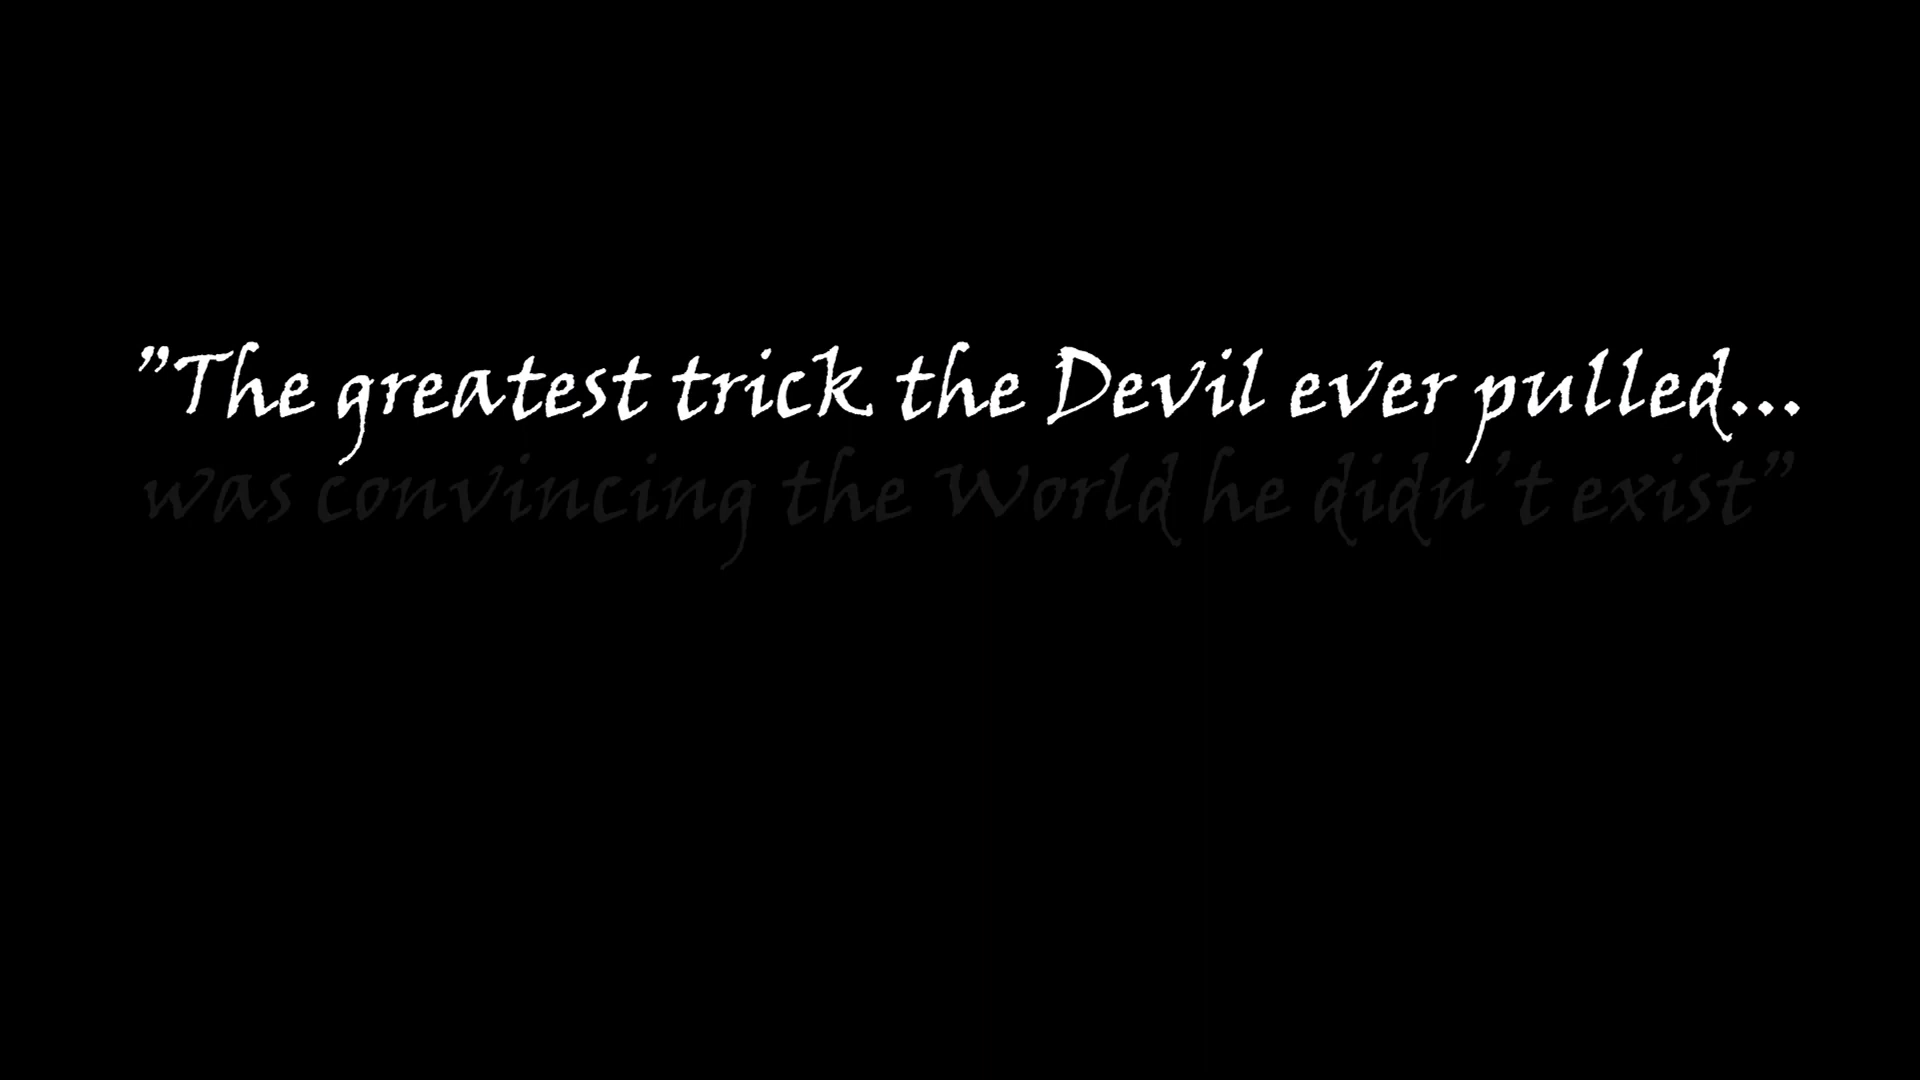 ”The greatest trick the Devil ever pulled...
was convincing the World he didn’t exist”